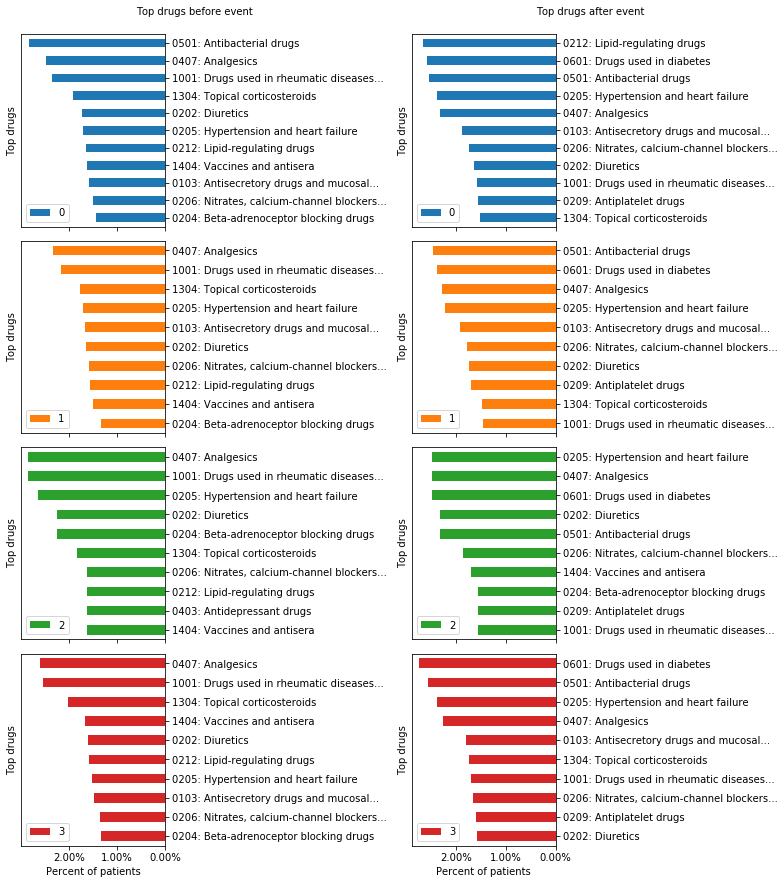 Top drugs before event
Top drugs
0501: Antibacterial drugs
0407: Analgesics
1001: Drugs used in rheumatic diseases...
1304: Topical corticosteroids
0202: Diuretics
0205: Hypertension and heart failure
0212: Lipid-regulating drugs
1404: Vaccines and antisera
0103: Antisecretory drugs and mucosal...
0206: Nitrates, calcium-channel blockers...
0204: Beta-adrenoceptor blocking drugs
0
Top drugs
0407: Analgesics
1001: Drugs used in rheumatic diseases...
1304: Topical corticosteroids
0205: Hypertension and heart failure
0103: Antisecretory drugs and mucosal...
0202: Diuretics
0206: Nitrates, calcium-channel blockers...
0212: Lipid-regulating drugs
1404: Vaccines and antisera
0204: Beta-adrenoceptor blocking drugs
1
Top drugs
0407: Analgesics
1001: Drugs used in rheumatic diseases...
0205: Hypertension and heart failure
0202: Diuretics
0204: Beta-adrenoceptor blocking drugs
1304: Topical corticosteroids
0206: Nitrates, calcium-channel blockers...
0212: Lipid-regulating drugs
0403: Antidepressant drugs
1404: Vaccines and antisera
2
Top drugs
0407: Analgesics
1001: Drugs used in rheumatic diseases...
1304: Topical corticosteroids
1404: Vaccines and antisera
0202: Diuretics
0212: Lipid-regulating drugs
0205: Hypertension and heart failure
0103: Antisecretory drugs and mucosal...
0206: Nitrates, calcium-channel blockers...
0204: Beta-adrenoceptor blocking drugs
3
2.00% 1.00% 0.00%
Percent of patients
Top drugs after event
Top drugs
0212: Lipid-regulating drugs
0601: Drugs used in diabetes
0501: Antibacterial drugs
0205: Hypertension and heart failure
0407: Analgesics
0103: Antisecretory drugs and mucosal...
0206: Nitrates, calcium-channel blockers...
0202: Diuretics
1001: Drugs used in rheumatic diseases...
0209: Antiplatelet drugs
1304: Topical corticosteroids
0
Top drugs
0501: Antibacterial drugs
0601: Drugs used in diabetes
0407: Analgesics
0205: Hypertension and heart failure
0103: Antisecretory drugs and mucosal...
0206: Nitrates, calcium-channel blockers...
0202: Diuretics
0209: Antiplatelet drugs
1304: Topical corticosteroids
1001: Drugs used in rheumatic diseases...
1
Top drugs
0205: Hypertension and heart failure
0407: Analgesics
0601: Drugs used in diabetes
0202: Diuretics
0501: Antibacterial drugs
0206: Nitrates, calcium-channel blockers...
1404: Vaccines and antisera
0204: Beta-adrenoceptor blocking drugs
0209: Antiplatelet drugs
1001: Drugs used in rheumatic diseases...
2
Top drugs
0601: Drugs used in diabetes
0501: Antibacterial drugs
0205: Hypertension and heart failure
0407: Analgesics
0103: Antisecretory drugs and mucosal...
1304: Topical corticosteroids
1001: Drugs used in rheumatic diseases...
0206: Nitrates, calcium-channel blockers...
0209: Antiplatelet drugs
0202: Diuretics
3
2.00% 1.00% 0.00%
Percent of patients